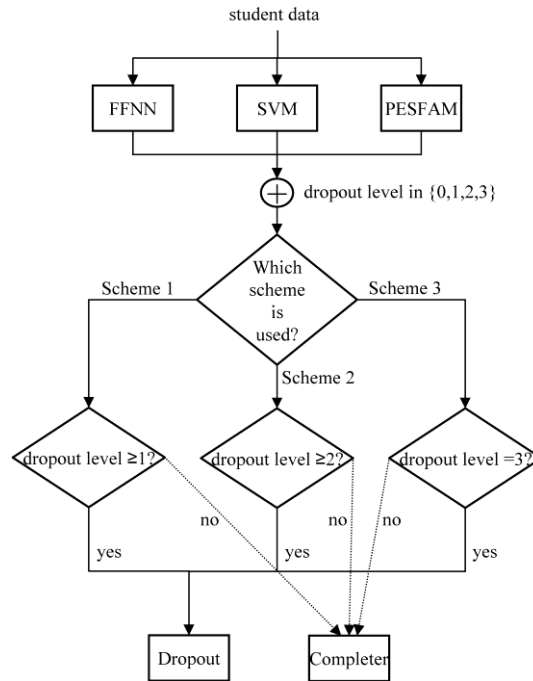 student data
FFNN
SVM
PESFAM
dropout level in {0,1,2,3}
Which
scheme
is
used?
Scheme 1
Scheme 3
Scheme 2
dropout level ≥1?
dropout level ≥2?
dropout level =3?
no
no
no
yes
yes
yes
Dropout
Completer